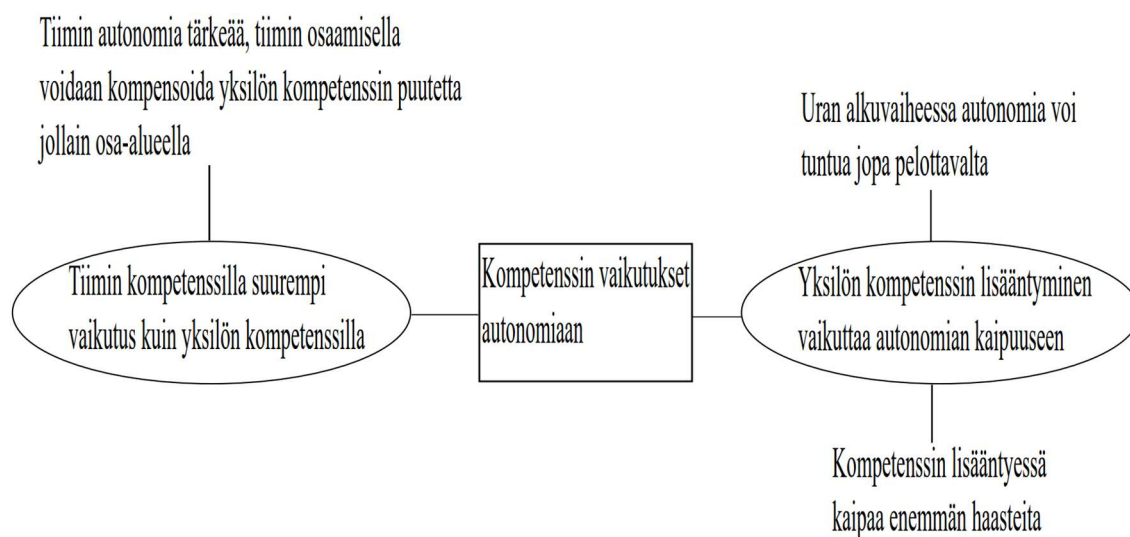 Tiimin autonomia tärkeää, tiimin osaamisella
voidaan kompensoida yksilön kompetenssin puutetta
jollain osa-alueella
Uran alkuvaiheessa autonomia voi
tuntua jopa pelottavalta
Tiimin kompetenssilla suurempi
vaikutus kuin yksilön kompetenssilla
Kompetenssin vaikutukset
autonomiaan
Yksilön kompetenssin lisääntyminen
vaikuttaa autonomian kaipuuseen
Kompetenssin lisääntyessä
kaipaa enemmän haasteita